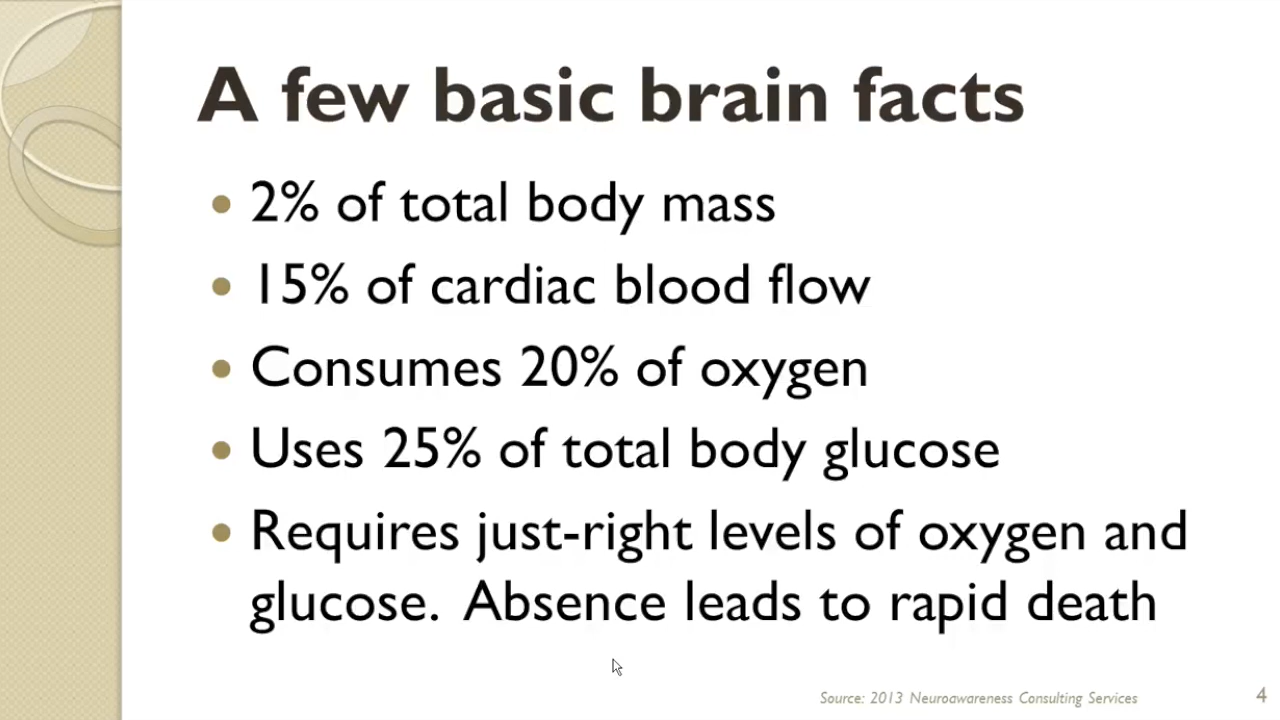 A few basic brain facts
• 2% of total body mass
• 15% of cardiac blood flow
• Consumes 20% of oxygen
• Uses 25% of total body glucose
• Requires just-right levels of oxygen and
glucose.  Absence leads to rapid death
Source: 2013 Neuroawareness Consulting Services
4